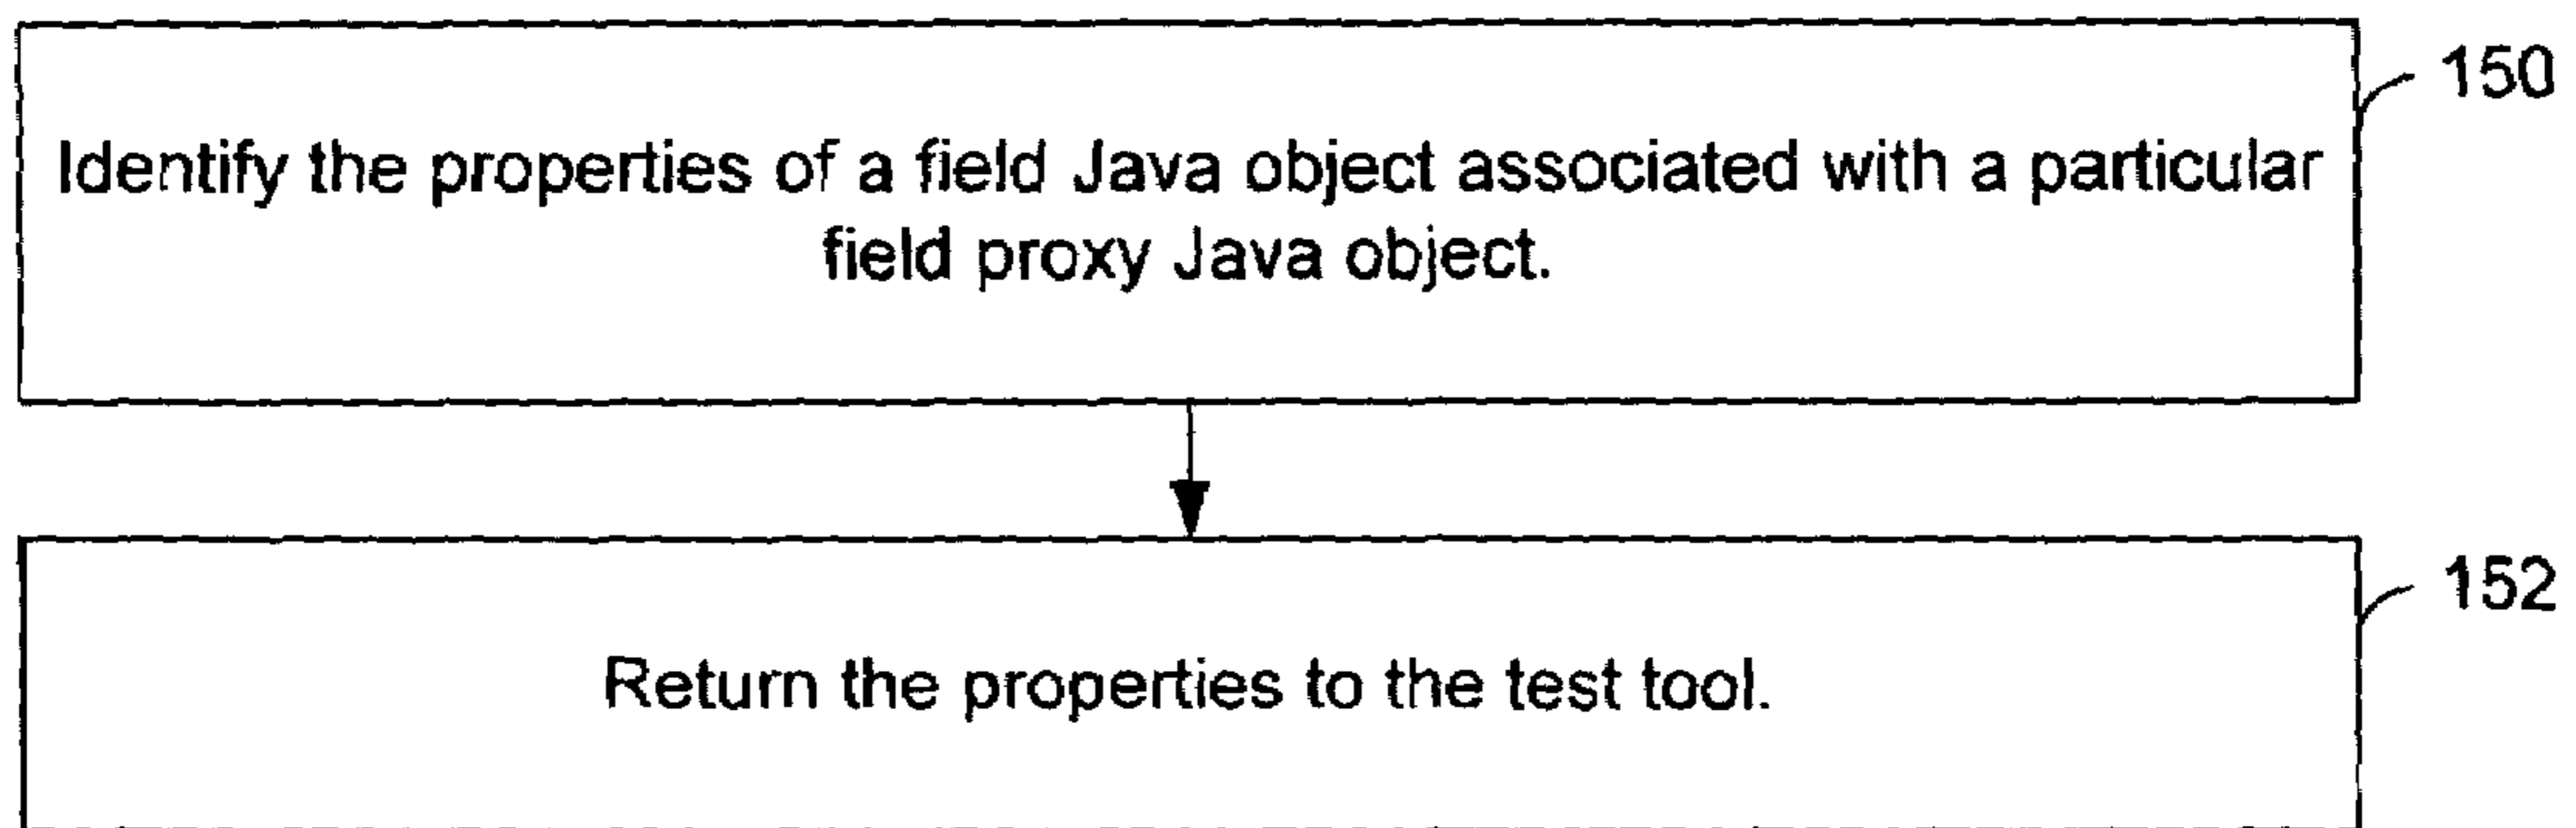 150
Identify the properties of a field Java object associated with a particular
field proxy Java object.
152
Return the properties to the test tool.